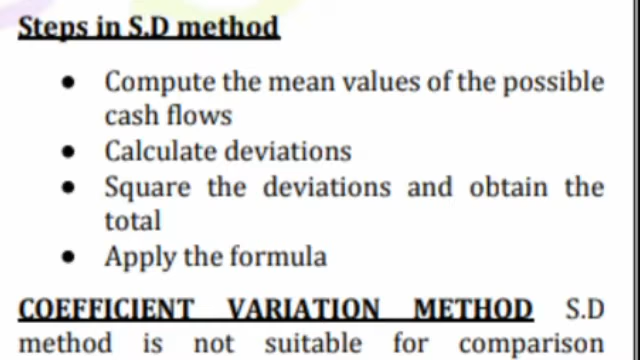 Steps in S.D method
● Compute the mean values of the possible
cash flows
● Calculate deviations
● Square the deviations and obtain the
total
● Apply the formula
COEFFICIENT VARIATION METHOD S.D
method is not suitable for comparison